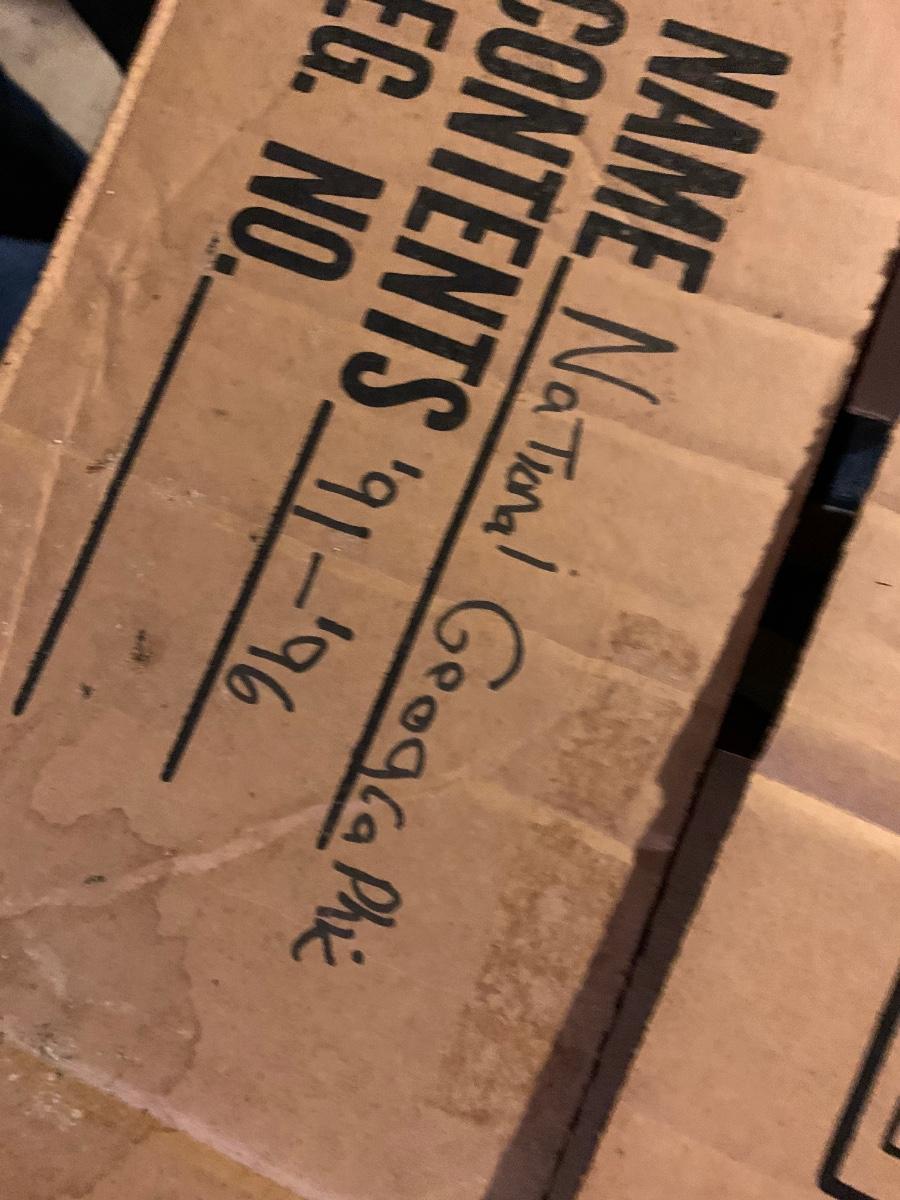 NAME National Geographic
CONTENTS '91-'96
EG. NO.